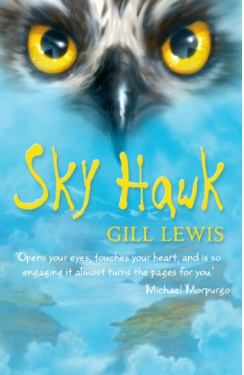 Sky Hawk
GILL LEWIS
'Opens your eyes, touches your heart, and is so
engaging it almost turns the pages for you.'
Michael Morpurgo